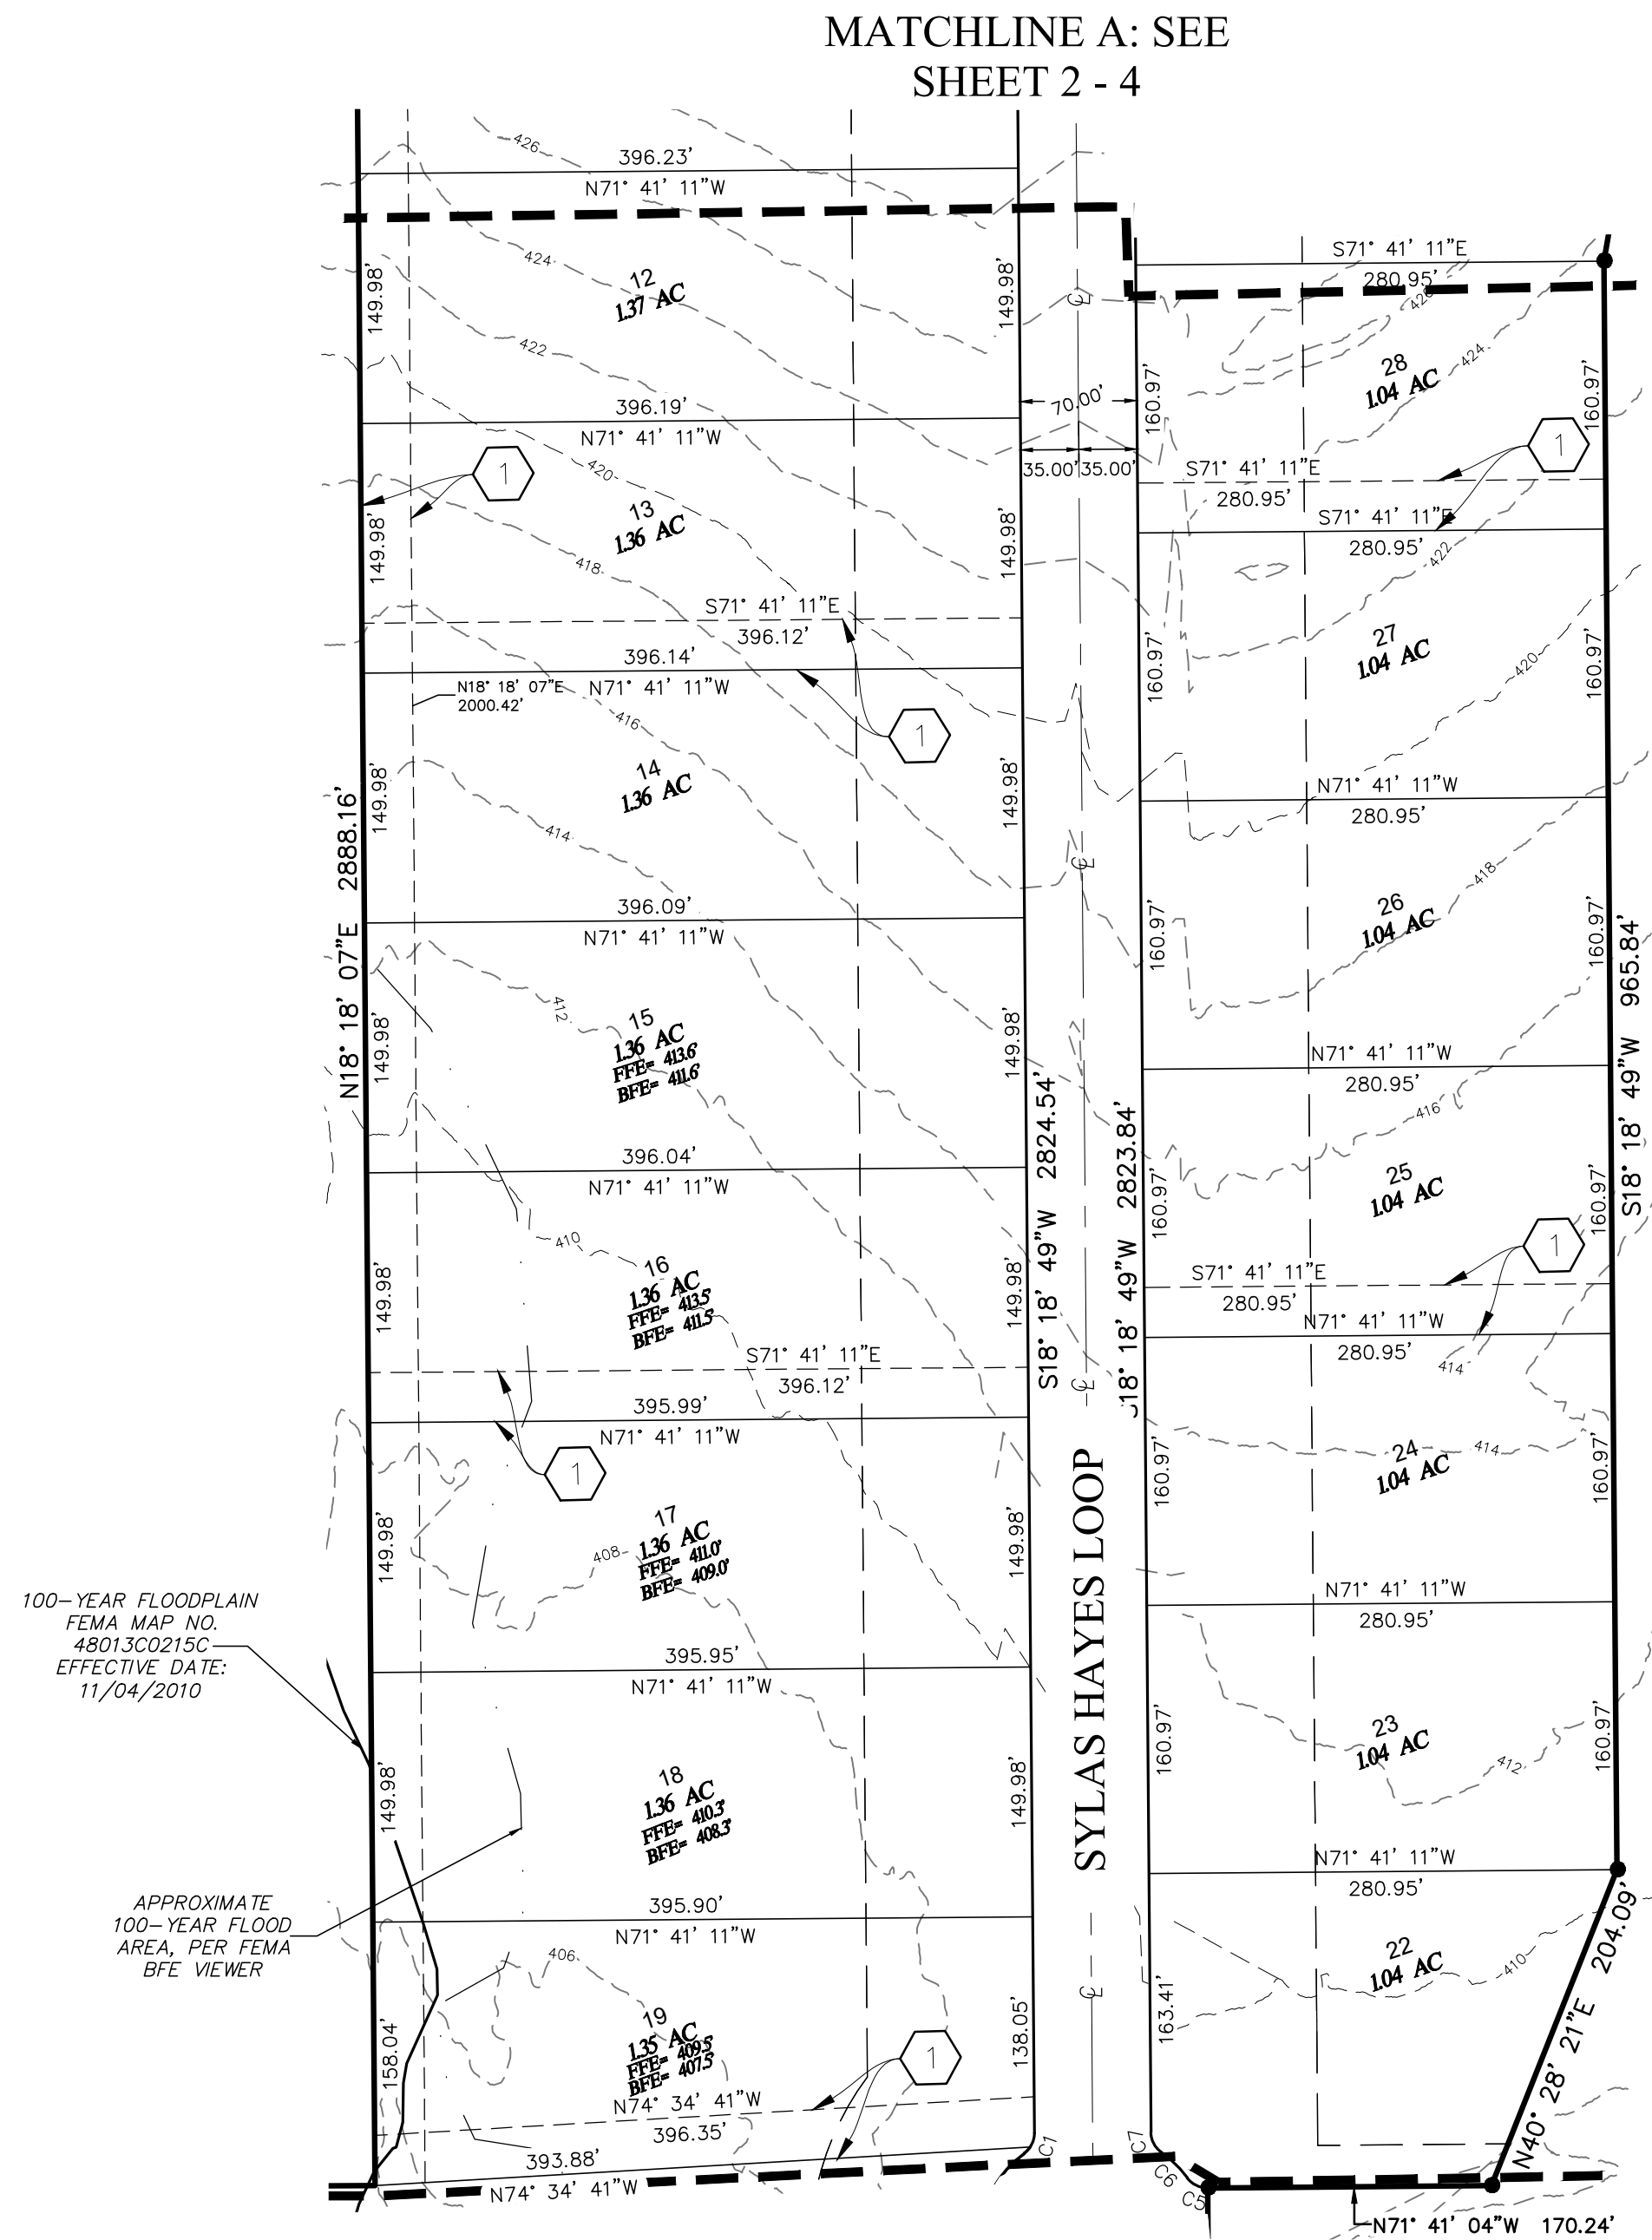 MATCHLINE A: SEE
SHEET 2 - 4
426
396.23'
N71° 41' 11"W
424
12
1.37 AC
149.98'
149.98'
S71° 41' 11"E
280.95'
426
422
28
1.04 AC
424
160.97'
160.97'
70.00'
35.00'
35.00'
396.19'
N71° 41' 11"W
1
420
1
S71° 41' 11"E
280.95'
S71° 41' 11"E
280.95'
13
1.36 AC
149.98'
149.98'
418
422
S71° 41' 11"E
396.12'
396.14'
N71° 41' 11"W
N18° 18' 07"E
2000.42'
416
1
27
1.04 AC
160.97'
160.97'
420
14
1.36 AC
149.98'
149.98'
N71° 41' 11"W
280.95'
414
418
N18° 18' 07"E 2888.16'
396.09'
N71° 41' 11"W
26
1.04 AC
160.97'
160.97'
S18° 18' 49"W 965.84'
412
15
1.36 AC
FFE= 413.6'
BFE= 411.6'
149.98'
149.98'
N71° 41' 11"W
280.95'
416
S18° 18' 49"W 2824.54'
S18° 18' 49"W 2823.84'
396.04'
N71° 41' 11"W
25
1.04 AC
160.97'
160.97'
410
16
1.36 AC
FFE= 413.5'
BFE= 411.5'
149.98'
149.98'
1
S71° 41' 11"E
280.95'
N71° 41' 11"W
280.95'
414
S71° 41' 11"E
396.12'
395.99'
N71° 41' 11"W
1
24
1.04 AC
414
160.97'
160.97'
408
17
1.36 AC
FFE= 411.0'
BFE= 409.0'
149.98'
149.98'
SYLAS HAYES LOOP
100-YEAR FLOODPLAIN
FEMA MAP NO.
48013C0215C
EFFECTIVE DATE:
11/04/2010
N71° 41' 11"W
280.95'
395.95'
N71° 41' 11"W
23
1.04 AC
160.97'
160.97'
412
18
1.36 AC
FFE= 410.3'
BFE= 408.3'
149.98'
149.98'
APPROXIMATE
100-YEAR FLOOD
AREA, PER FEMA
BFE VIEWER
N71° 41' 11"W
280.95'
395.90'
N71° 41' 11"W
406
22
1.04 AC
410
163.41'
N40° 28' 21"E 204.09'
19
1.35 AC
FFE= 409.5'
BFE= 407.5'
158.04'
138.05'
1
N74° 34' 41"W
396.35'
393.88'
N74° 34' 41"W
C1
C7
C6
C5
N71° 41' 04"W 170.24'